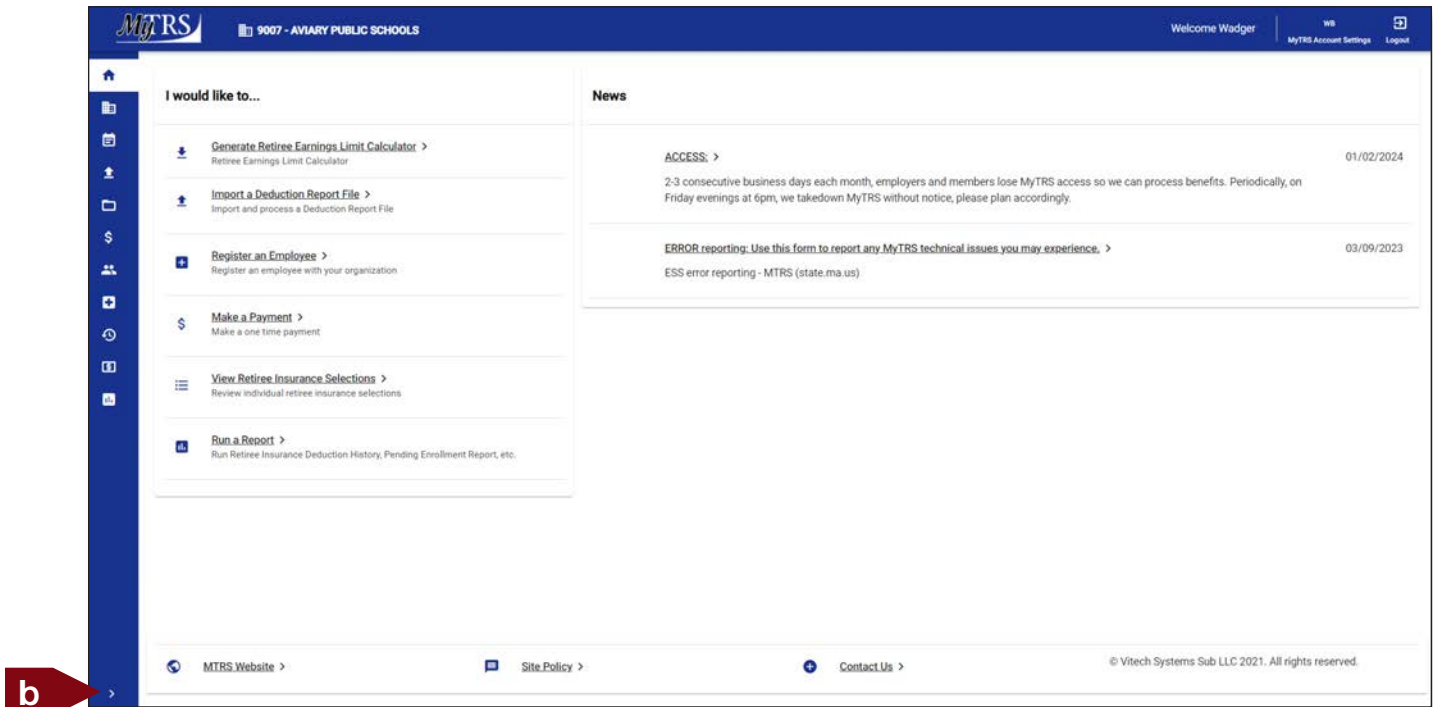 MyTRS
9007 - AVIARY PUBLIC SCHOOLS
Welcome Wadger
WB
MyTRS Account Settings
Logout
I would like to...
Generate Retiree Earnings Limit Calculator >
Retiree Earnings Limit Calculator
Import a Deduction Report File >
Import and process a Deduction Report File
Register an Employee >
Register an employee with your organization
Make a Payment >
Make a one time payment
View Retiree Insurance Selections >
Review individual retiree insurance selections
Run a Report >
Run Retiree Insurance Deduction History, Pending Enrollment Report, etc.
News
ACCESS: >
01/02/2024
2-3 consecutive business days each month, employers and members lose MyTRS access so we can process benefits. Periodically, on
Friday evenings at 6pm, we takedown MyTRS without notice, please plan accordingly.
ERROR reporting: Use this form to report any MyTRS technical issues you may experience. >
03/09/2023
ESS error reporting - MTRS (state.ma.us)
MTRS Website >
Site Policy >
Contact Us >
© Vitech Systems Sub LLC 2021. All rights reserved.
b